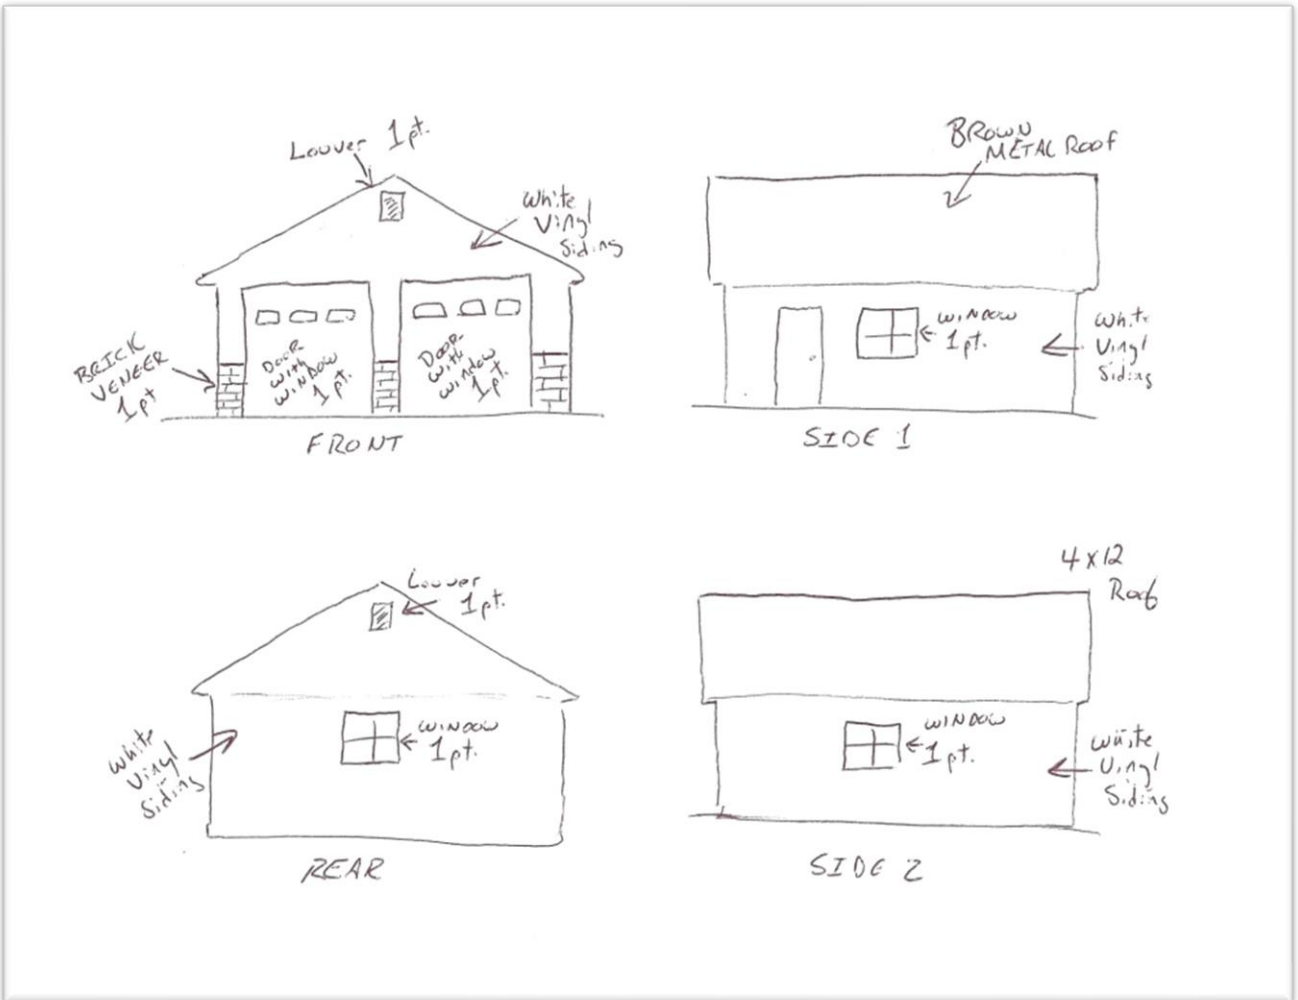 Louver 1pt.
White
Vinyl
Siding
BRICK
VENEER
1pt
DOOR
with
WINDOW
1pt.
DOOR
with
window
1pt.
FRONT
BROWN
METAL ROOF
WINDOW
1pt.
White
Vinyl
Siding
SIDE 1
Louver
1pt.
White
Vinyl
Siding
WINDOW
1pt.
REAR
4x12
Roof
WINDOW
1pt.
White
Vinyl
Siding
SIDE 2